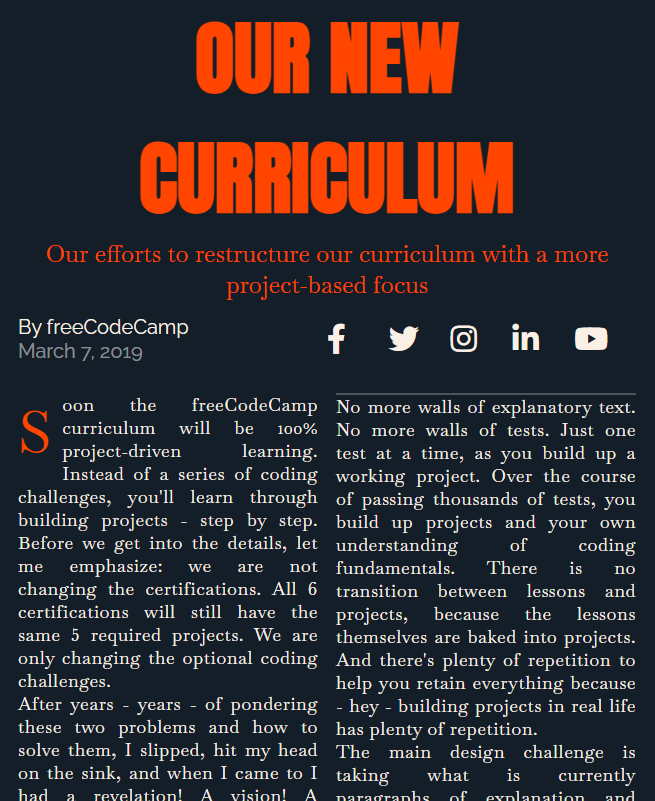 OUR NEW
CURRICULUM
Our efforts to restructure our curriculum with a more
project-based focus
By freeCodeCamp
March 7, 2019
Soon the freeCodeCamp
curriculum will be 100%
project-driven learning.
Instead of a series of coding
challenges, you'll learn through
building projects - step by step.
Before we get into the details, let
me emphasize: we are not
changing the certifications. All 6
certifications will still have the
same 5 required projects. We are
only changing the optional coding
challenges.
After years - years - of pondering
these two problems and how to
solve them, I slipped, hit my head
on the sink, and when I came to I
had a revelation! A vision! A
No more walls of explanatory text.
No more walls of tests. Just one
test at a time, as you build up a
working project. Over the course
of passing thousands of tests, you
build up projects and your own
understanding of coding
fundamentals. There is no
transition between lessons and
projects, because the lessons
themselves are baked into projects.
And there's plenty of repetition to
help you retain everything because
- hey - building projects in real life
has plenty of repetition.
The main design challenge is
taking what is currently
paragraphs of explanation and